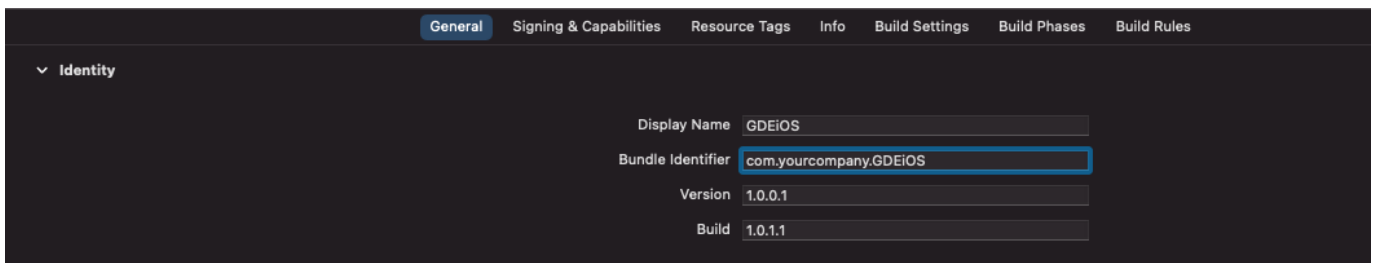 General Signing & Capabilities Resource Tags Info Build Settings Build Phases Build Rules
Identity
Display Name GDEiOS
Bundle Identifier com.yourcompany.GDEiOS
Version 1.0.0.1
Build 1.0.1.1